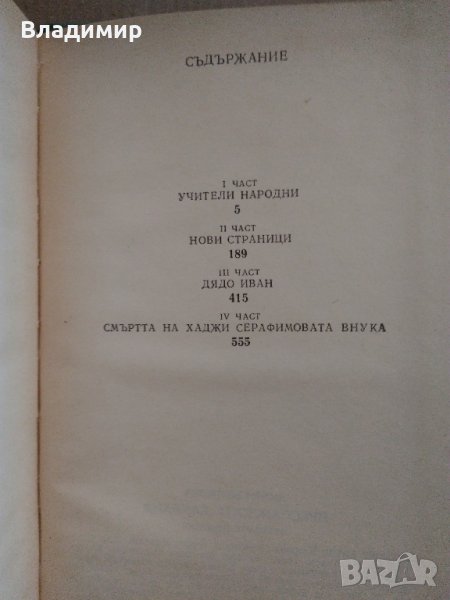 Владимир
СЪДЪРЖАНИЕ
I ЧАСТ
УЧИТЕЛИ НАРОДНИ
5
II ЧАСТ
НОВИ СТРАНИЦИ
189
III ЧАСТ
ДЯДО ИВАН
415
IV ЧАСТ
СМЪРТТА НА ХАДЖИ СЕРАФИМОВАТА ВНУКА
555
BAZAR